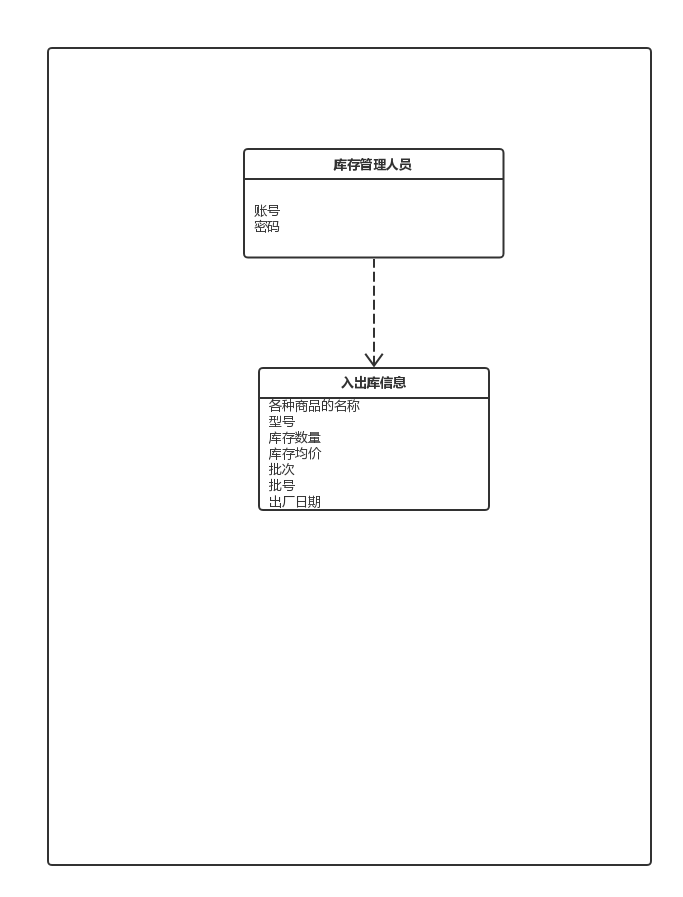 库存管理人员
账号
密码
入出库信息
各种商品的名称
型号
库存数量
库存均价
批次
批号
出厂日期